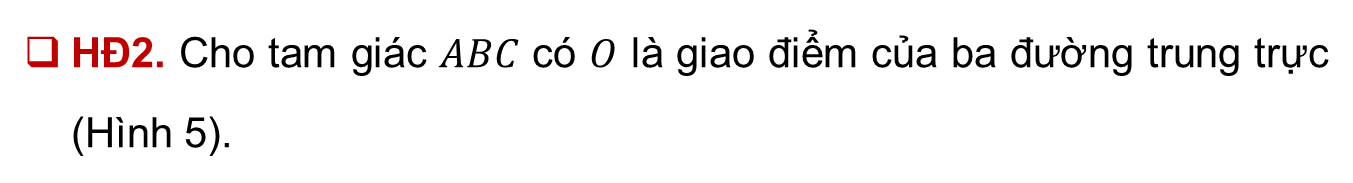 ❑ HĐ2. Cho tam giác ABC có O là giao điểm của ba đường trung trực
(Hình 5).